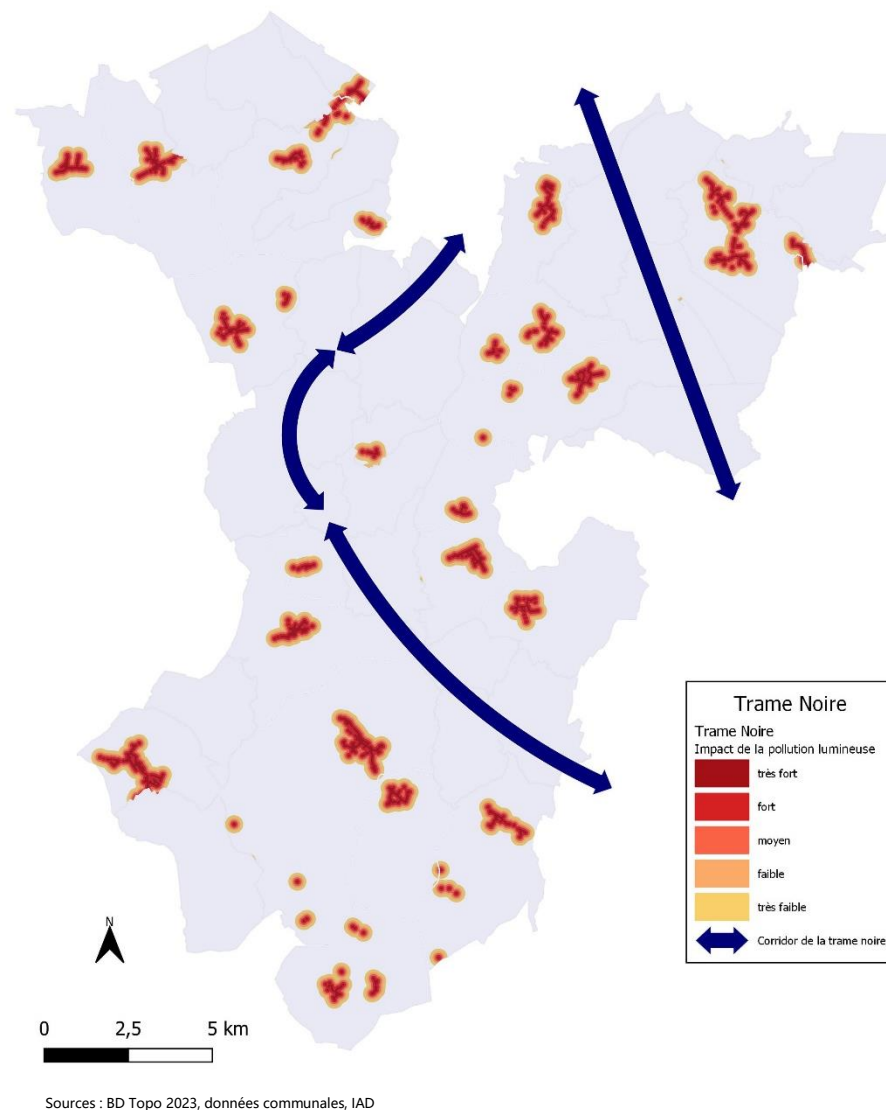 Trame Noire
Trame Noire
Impact de la pollution lumineuse
très fort
fort
moyen
faible
très faible
Corridor de la trame noire
N
0 2,5 5 km
Sources : BD Topo 2023, données communales, IAD